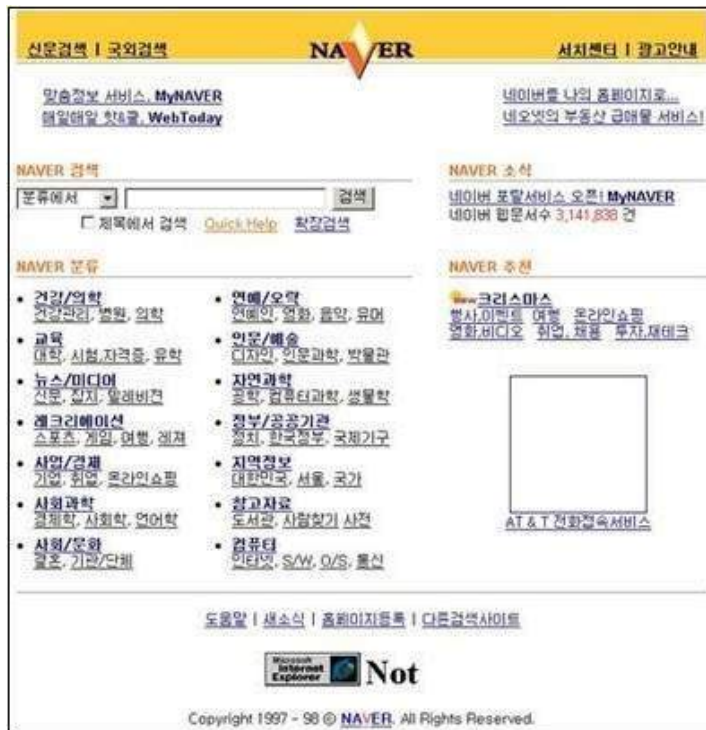 신문검색 | 국외검색
NAVER
서치센터 | 광고안내
맞춤정보 서비스, MyNAVER
매일매일 핫&쿨, WebToday
네이버를 나의 홈페이지로...
네오넷의 부동산 급매물 서비스!
NAVER 검색
분류에서 검색
제목에서 검색 Quick Help 확장검색
NAVER 소식
네이버 포탈서비스 오픈! MyNAVER
네이버 웹문서수 3,141,838 건
NAVER 분류
건강/의학
건강관리, 병원, 의학
교육
대학, 시험,자격증, 유학
뉴스/미디어
신문, 잡지, 텔레비젼
레크리에이션
스포츠, 게임, 여행, 레져
사업/경제
기업, 취업, 온라인쇼핑
사회과학
경제학, 사회학, 언어학
사회/문화
결혼, 기관/단체
연예/오락
연예인, 영화, 음악, 유머
인문/예술
디자인, 인문과학, 박물관
자연과학
공학, 컴퓨터과학, 생물학
정부/공공기관
정치, 한국정부, 국제기구
지역정보
대한민국, 서울, 국가
참고자료
도서관, 사람찾기 사전
컴퓨터
인터넷, S/W, O/S, 통신
NAVER 추천
New 크리스마스
행사,이벤트 여행 온라인쇼핑
영화,비디오 취업, 채용 투자,재테크
AT & T 전화접속서비스
도움말 | 새소식 | 홈페이지등록 | 다른검색사이트
Microsoft
Internet
Explorer
Not
Copyright 1997 - 98 © NAVER, All Rights Reserved.